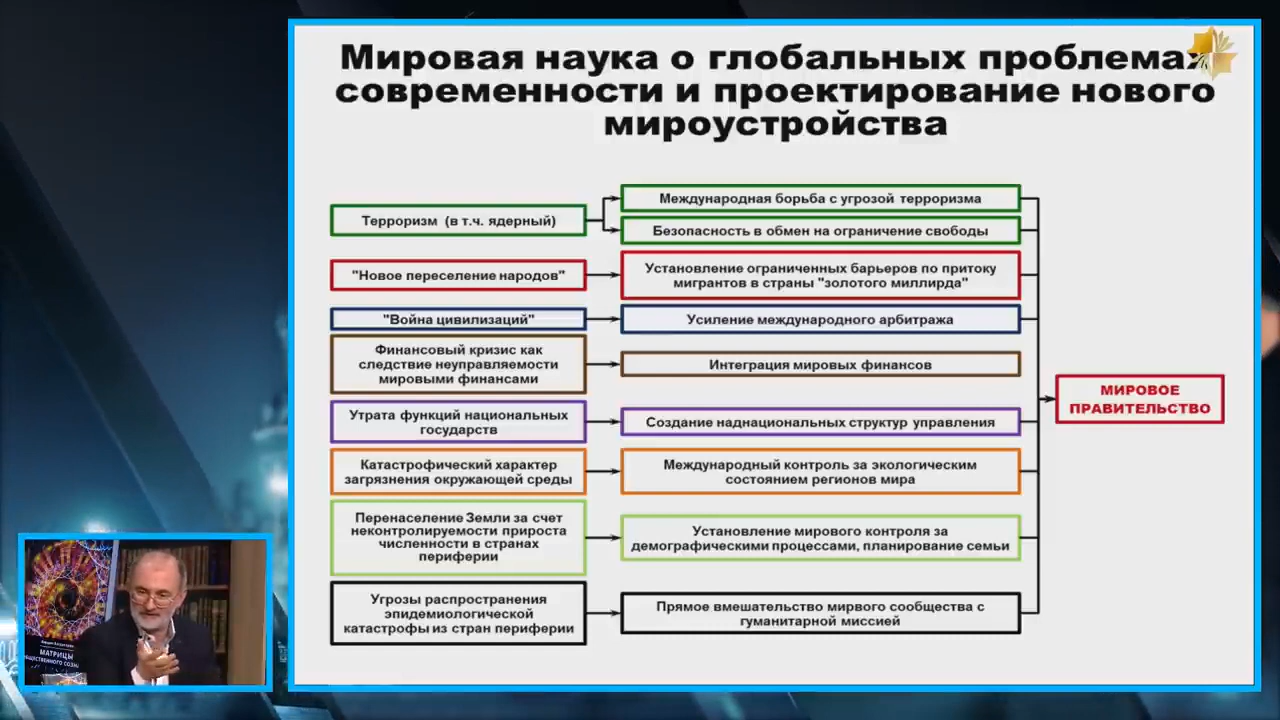 Мировая наука о глобальных проблемах
современности и проектирование нового
мироустройства
Терроризм (в т.ч. ядерный)
Международная борьба с угрозой терроризма
Безопасность в обмен на ограничение свободы
"Новое переселение народов"
Установление ограниченных барьеров по притоку
мигрантов в страны "золотого миллирда"
"Война цивилизаций"
Усиление международного арбитража
Финансовый кризис как
следствие неуправляемости
мировыми финансами
Интеграция мировых финансов
Утрата функций национальных
государств
Создание наднациональных структур управления
Катастрофический характер
загрязнения окружающей среды
Международный контроль за экологическим
состоянием регионов мира
Перенаселение Земли за счет
неконтролируемости прироста
численности в странах
периферии
Установление мирового контроля за
демографическими процессами, планирование семьи
Угрозы распространения
эпидемиологической
катастрофы из стран периферии
Прямое вмешательство мирвого сообщества с
гуманитарной миссией
МИРОВОЕ
ПРАВИТЕЛЬСТВО
МАТРИЦЫ